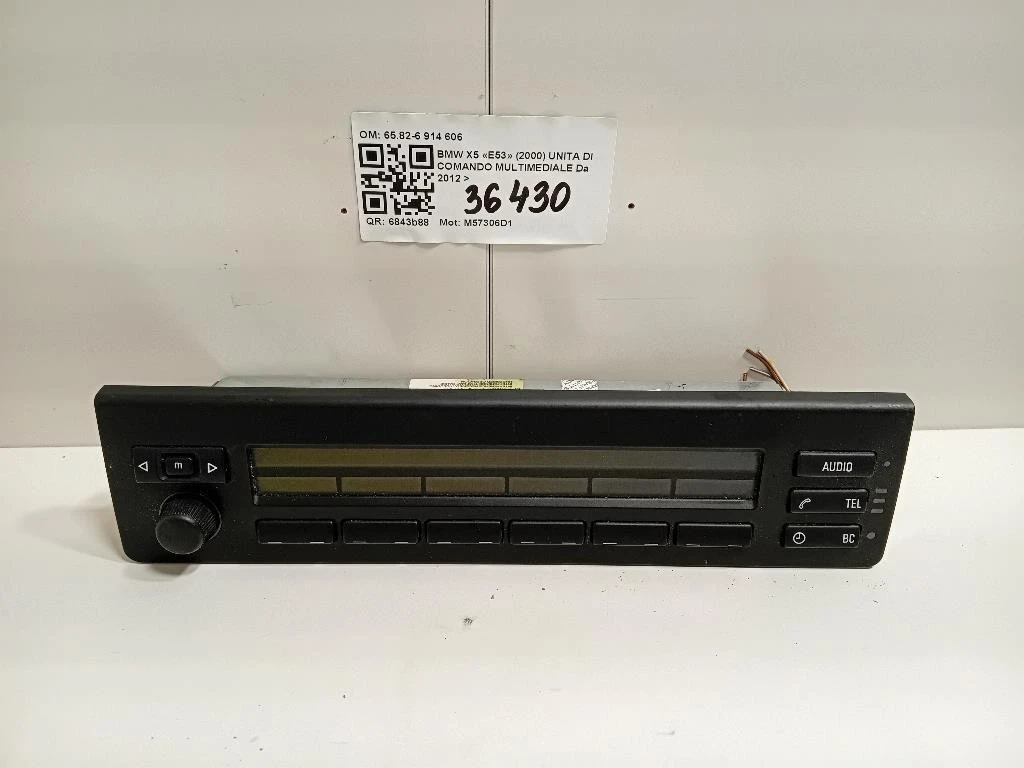 OM: 65.82-6 914 606
BMW X5 «E53» (2000) UNITA DI
COMANDO MULTIMEDIALE Da
2012 >
36 430
QR: 6843b88 Mot: M57306D1
m
AUDIO
TEL
BC